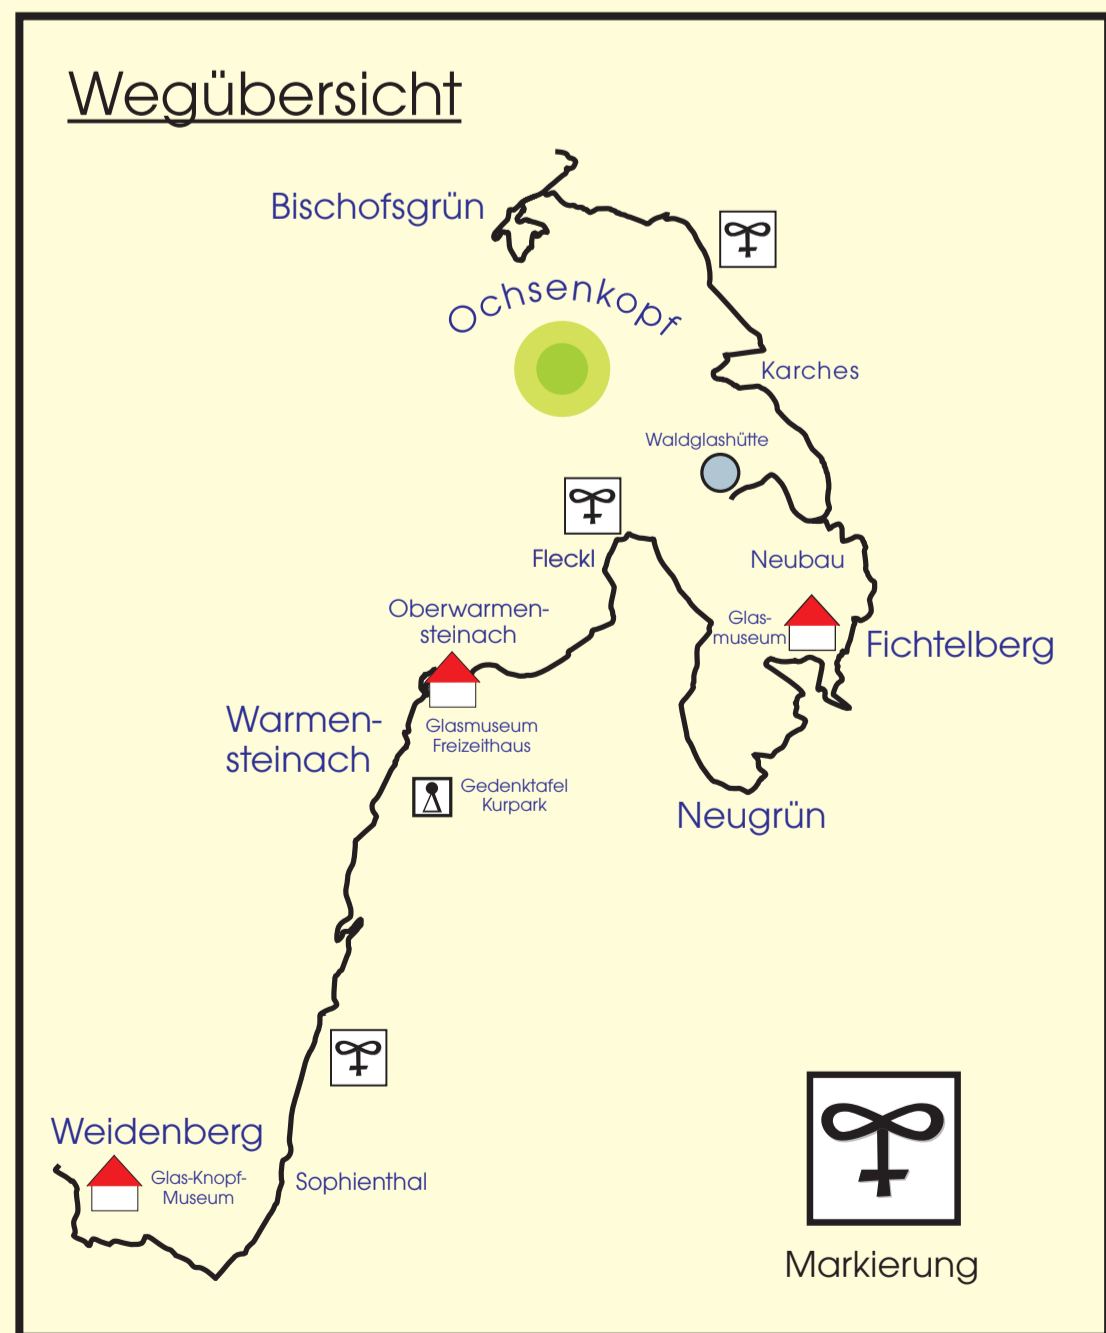 Wegübersicht
Bischofsgrün
Ochsenkopf
Karches
Waldglashütte
Fleckl
Neubau
Oberwarmen-
steinach
Glas-
museum
Fichtelberg
Warmen-
steinach
Glasmuseum
Freizeithaus
Gedenktafel
Kurpark
Neugrün
Weidenberg
Glas-Knopf-
Museum
Sophienthal
Markierung